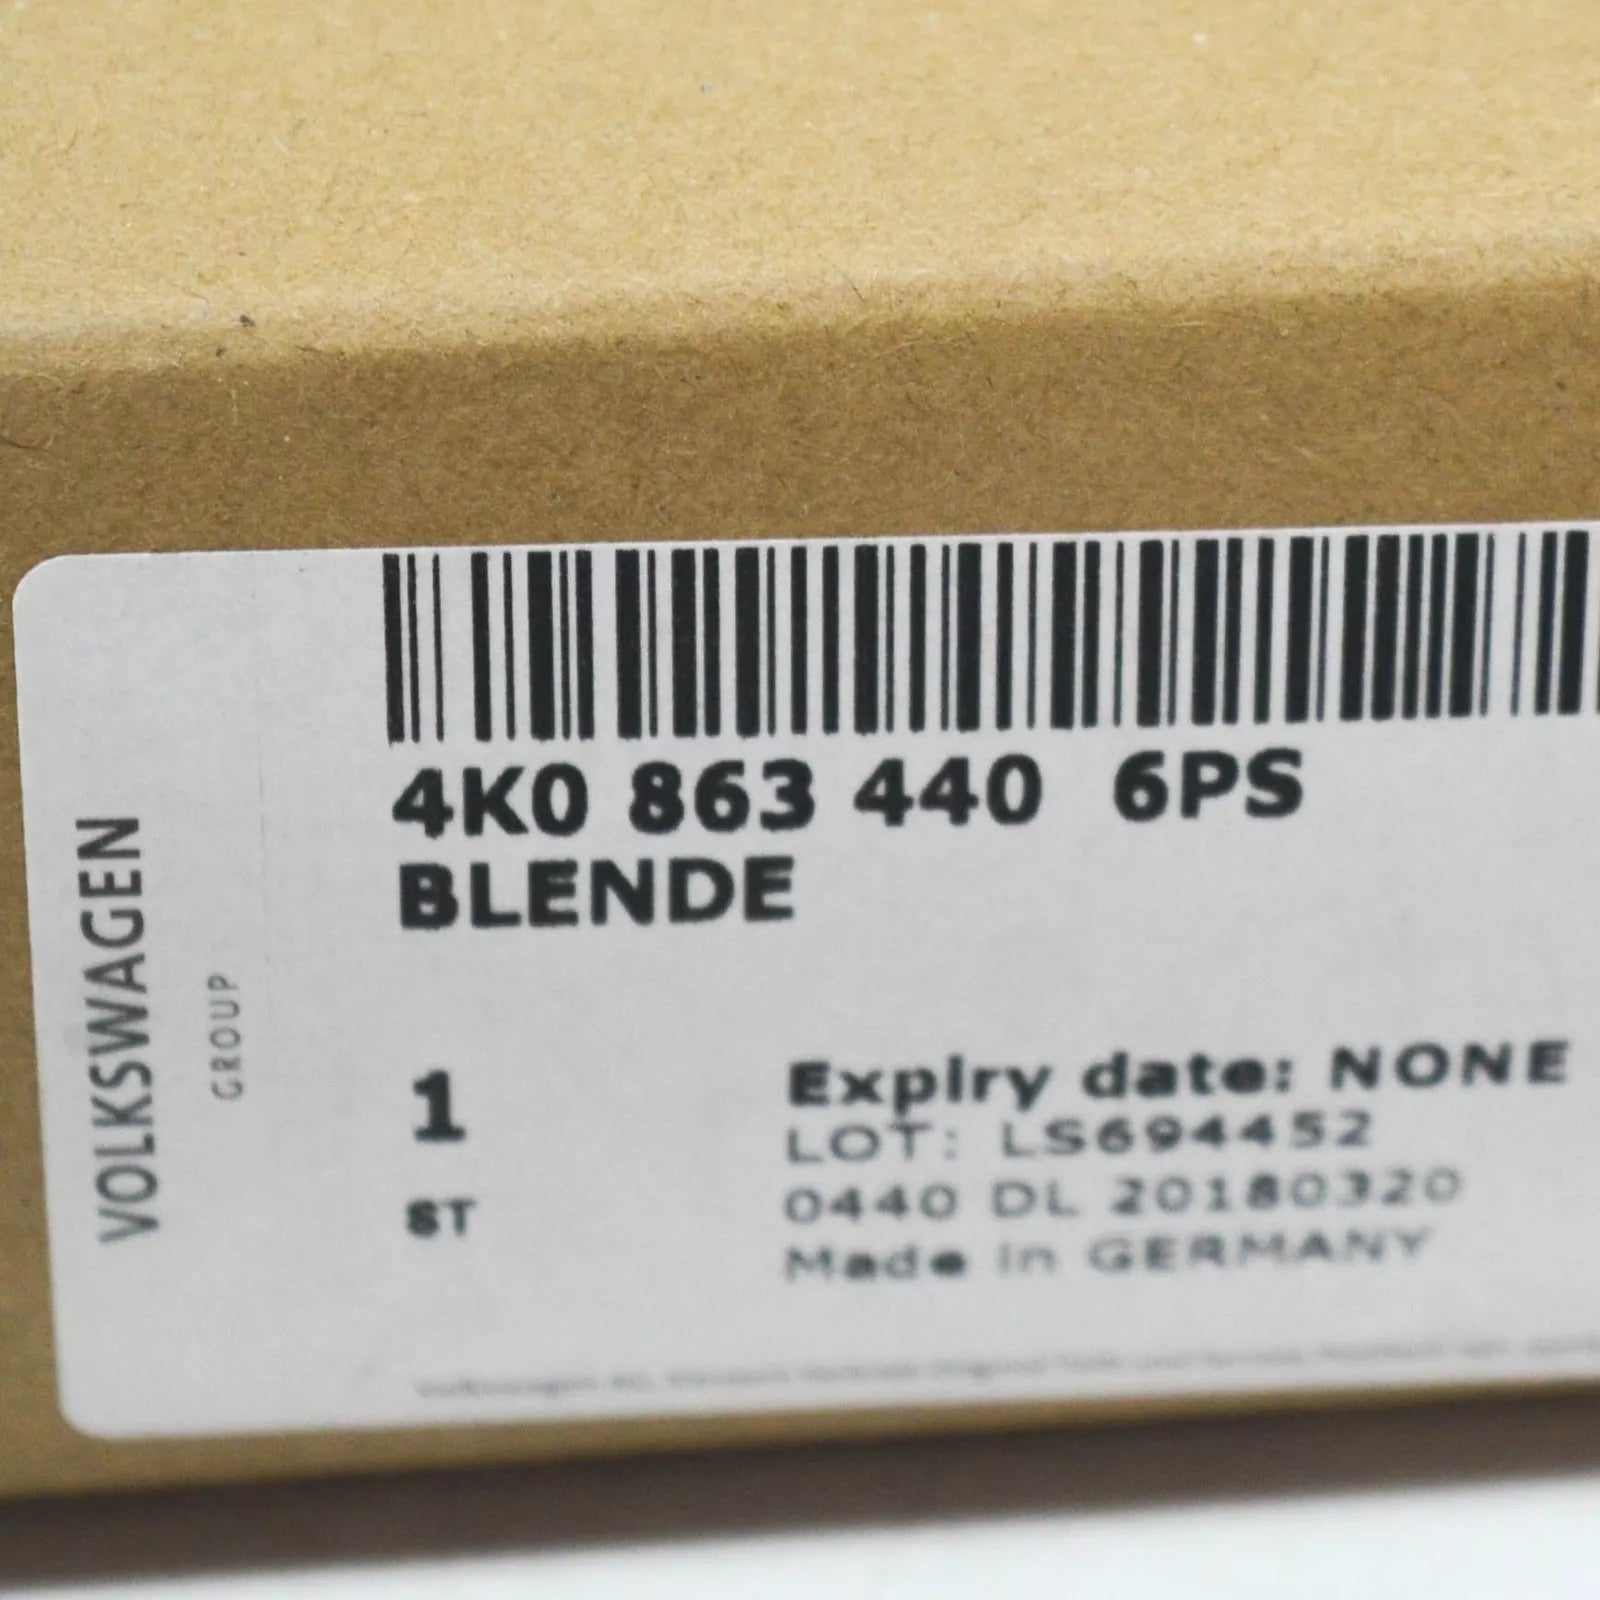 VOLKSWAGEN
GROUP
4K0 863 440 6PS
BLENDE
1
ST
Expiry date: NONE
LOT: LS694452
0440 DL 20180320
Made in GERMANY